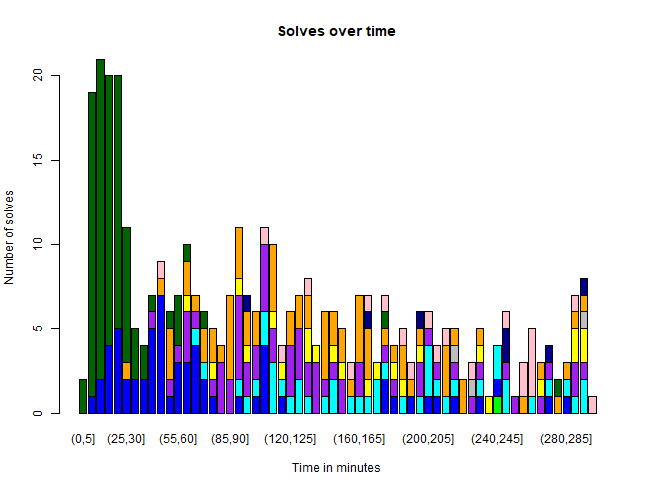 Solves over time
Number of solves
20
15
10
5
0
(0,5] (25,30] (55,60] (85,90] (120,125] (160,165] (200,205] (240,245] (280,285]
Time in minutes